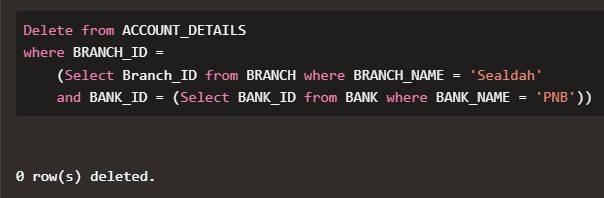 Delete from ACCOUNT_DETAILS
where BRANCH_ID =
(Select Branch_ID from BRANCH where BRANCH_NAME = 'Sealdah'
and BANK_ID = (Select BANK_ID from BANK where BANK_NAME = 'PNB'))
0 row(s) deleted.